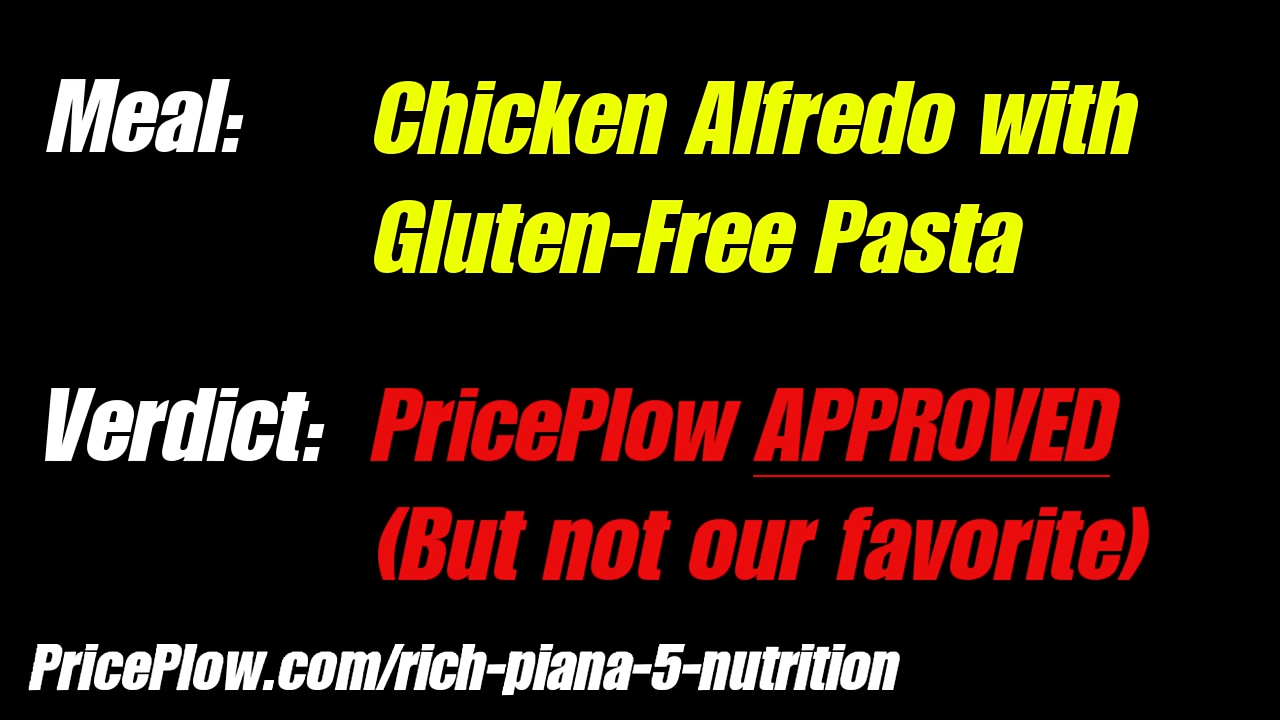 Meal: Chicken Alfredo with
Gluten-Free Pasta
Verdict: PricePlow APPROVED
(But not our favorite)
PricePlow.com/rich-piana-5-nutrition